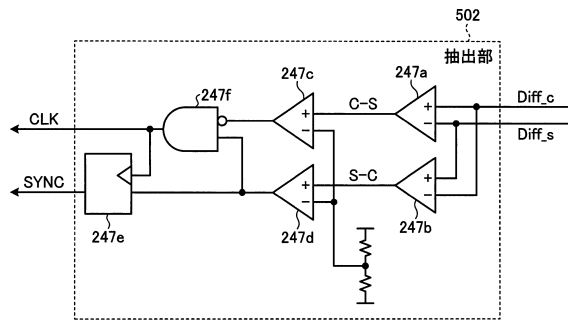 502
抽出部
247f
247c
247a
CLK
C-S
Diff_c
+
−
+
−
Diff_s
SYNC
S-C
+
−
+
−
247e
247d
247b